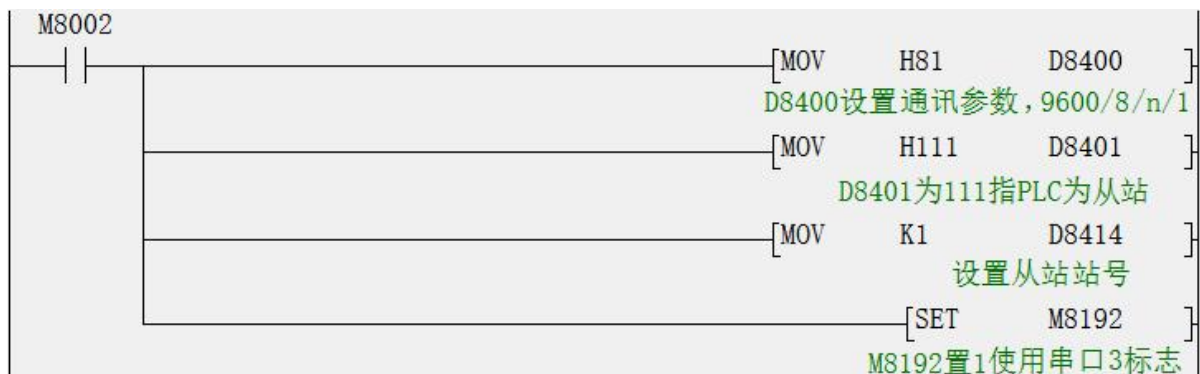 M8002
[MOV H81 D8400 ]
D8400设置通讯参数，9600/8/n/1
[MOV H111 D8401 ]
D8401为111指PLC为从站
[MOV K1 D8414 ]
设置从站站号
[SET M8192 ]
M8192置1使用串口3标志